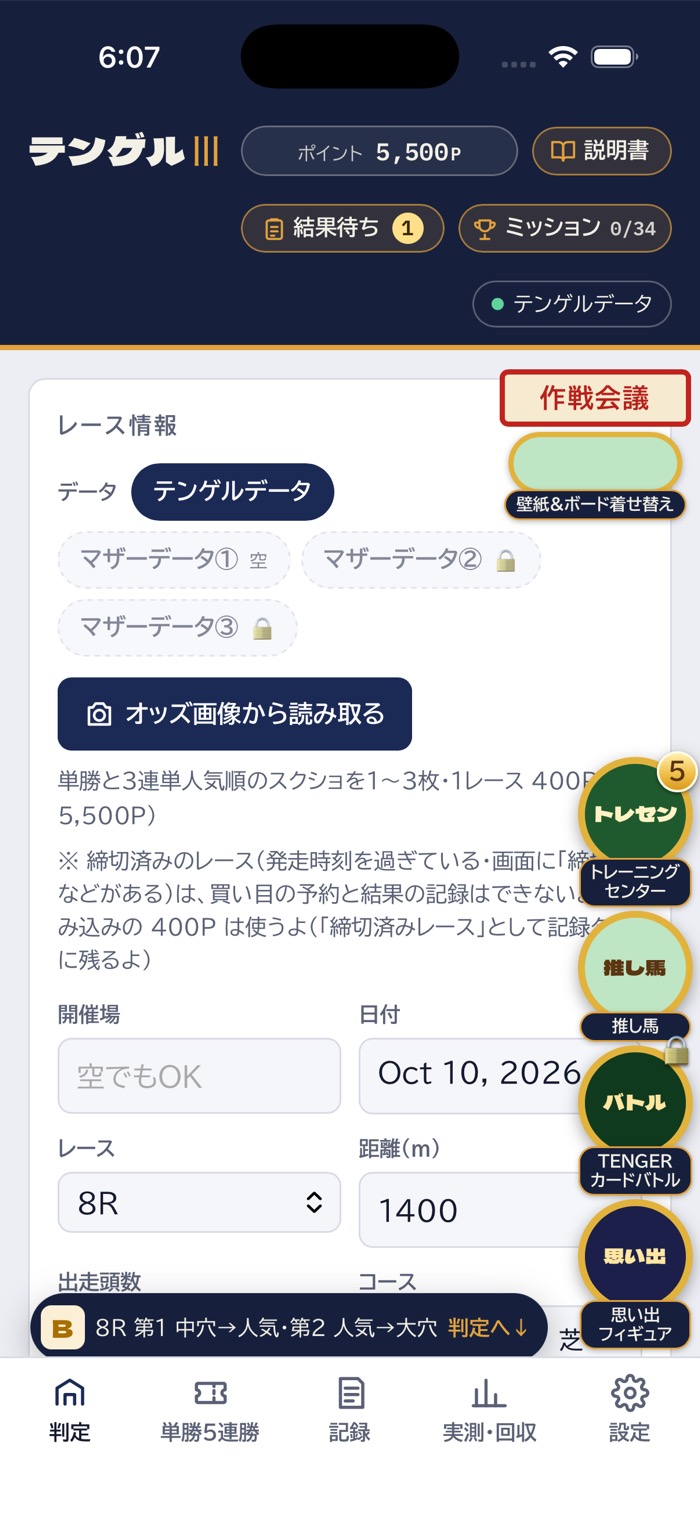 6:07
テンゲル
ポイント 5,500P
説明書
結果待ち 1
ミッション 0/34
テンゲルデータ
作戦会議
壁紙&ボード着せ替え
レース情報
データ テンゲルデータ
マザーデータ① 空
マザーデータ②
マザーデータ③
オッズ画像から読み取る
単勝と3連単人気順のスクショを1〜3枚・1レース 400P
5,500P）
※ 締切済みのレース（発走時刻を過ぎている・画面に「締
などがある）は、買い目の予約と結果の記録はできない
み込みの 400P は使うよ（「締切済みレース」として記録
に残るよ）
5
トレセン
トレーニング
センター
推し馬
推し馬
バトル
TENGER
カードバトル
思い出
思い出
フィギュア
開催場
空でもOK
日付
Oct 10, 2026
レース
8R
距離（m）
1400
出走頭数
コース
芝
B 8R 第1 中穴→人気・第2 人気→大穴 判定へ↓
判定
単勝5連勝
記録
実測・回収
設定